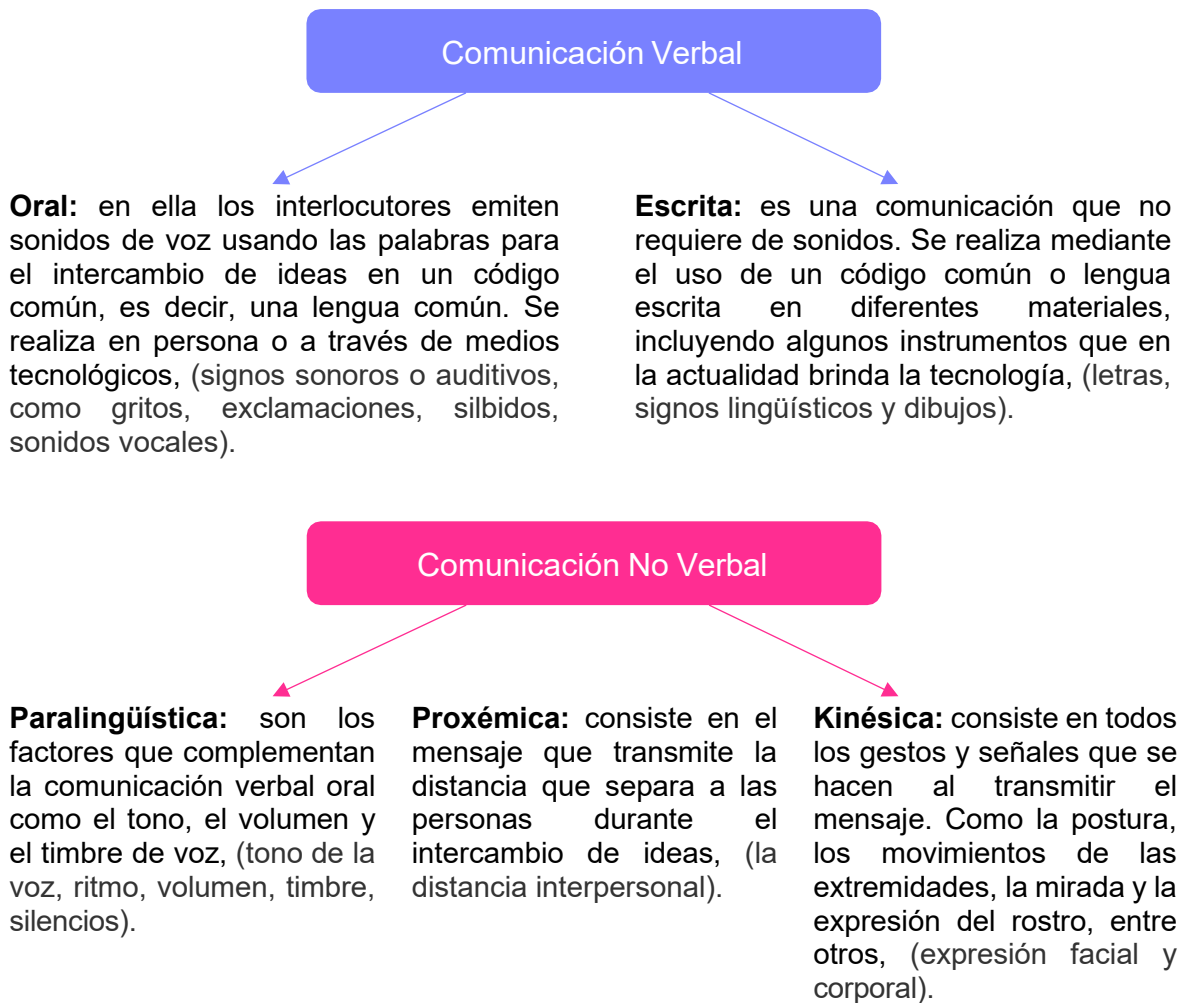 Comunicación Verbal
Oral: en ella los interlocutores emiten
sonidos de voz usando las palabras para
el intercambio de ideas en un código
común, es decir, una lengua común. Se
realiza en persona o a través de medios
tecnológicos, (signos sonoros o auditivos,
como gritos, exclamaciones, silbidos,
sonidos vocales).
Escrita: es una comunicación que no
requiere de sonidos. Se realiza mediante
el uso de un código común o lengua
escrita en diferentes materiales,
incluyendo algunos instrumentos que en
la actualidad brinda la tecnología, (letras,
signos lingüísticos y dibujos).
Comunicación No Verbal
Paralingüística: son los
factores que complementan
la comunicación verbal oral
como el tono, el volumen y
el timbre de voz, (tono de la
voz, ritmo, volumen, timbre,
silencios).
Proxémica: consiste en el
mensaje que transmite la
distancia que separa a las
personas durante el
intercambio de ideas, (la
distancia interpersonal).
Kinésica: consiste en todos
los gestos y señales que se
hacen al transmitir el
mensaje. Como la postura,
los movimientos de las
extremidades, la mirada y la
expresión del rostro, entre
otros, (expresión facial y
corporal).